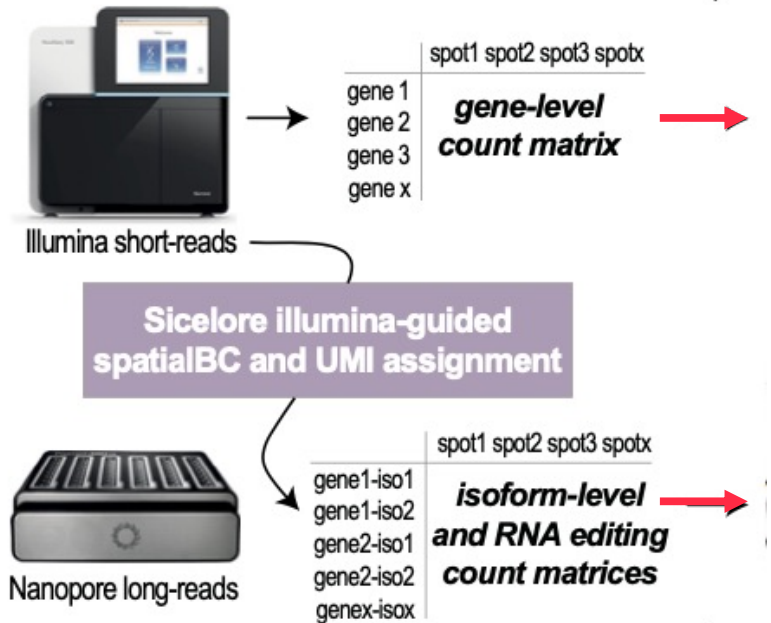 spot1 spot2 spot3 spotx
gene 1
gene 2
gene 3
gene x
gene-level
count matrix
Illumina short-reads
Sicelore illumina-guided
spatialBC and UMI assignment
spot1 spot2 spot3 spotx
gene1-iso1
gene1-iso2
gene2-iso1
gene2-iso2
genex-isox
isoform-level
and RNA editing
count matrices
Nanopore long-reads